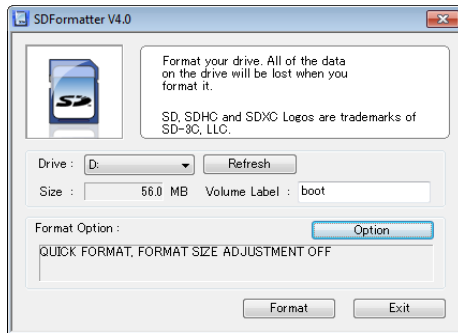 SDFormatter V4.0
Format your drive. All of the data
on the drive will be lost when you
format it.
SD, SDHC and SDXC Logos are trademarks of
SD-3C, LLC.
SD
Drive : D: Refresh
Size : 56.0 MB Volume Label : boot
Format Option :
Option
QUICK FORMAT, FORMAT SIZE ADJUSTMENT OFF
Format Exit